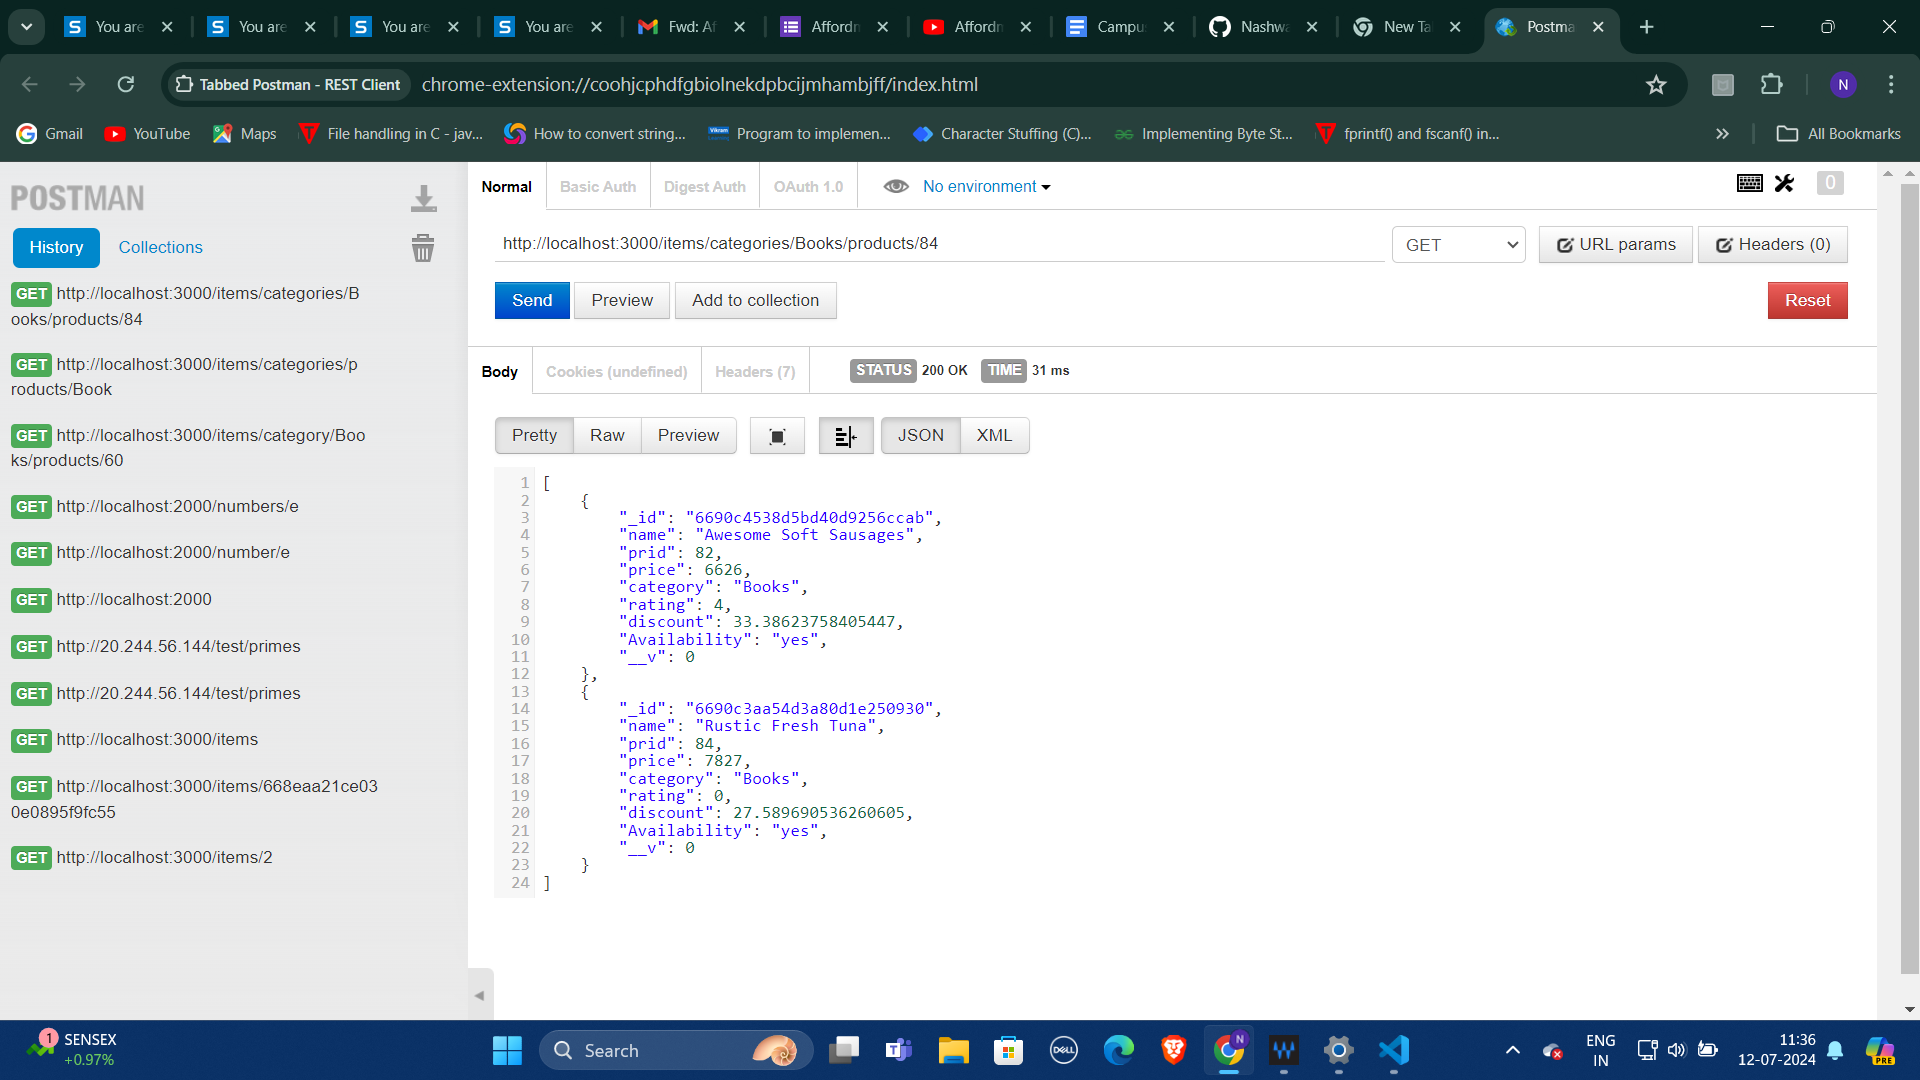 You are
You are
You are
You are
Fwd: Af
Affordm
Affordm
Campu
Nashwa
New Ta
Postma
Tabbed Postman - REST Client
chrome-extension://coohjcphdfgbiolnekdpbcijmhambjff/index.html
N
Gmail
YouTube
Maps
File handling in C - jav...
How to convert string...
Program to implemen...
Character Stuffing (C)...
Implementing Byte St...
fprintf() and fscanf() in...
»
All Bookmarks
POSTMAN
History
Collections
GET http://localhost:3000/items/categories/B
ooks/products/84
GET http://localhost:3000/items/categories/p
roducts/Book
GET http://localhost:3000/items/category/Boo
ks/products/60
GET http://localhost:2000/numbers/e
GET http://localhost:2000/number/e
GET http://localhost:2000
GET http://20.244.56.144/test/primes
GET http://20.244.56.144/test/primes
GET http://localhost:3000/items
GET http://localhost:3000/items/668eaa21ce03
0e0895f9fc55
GET http://localhost:3000/items/2
Normal
Basic Auth
Digest Auth
OAuth 1.0
No environment
0
http://localhost:3000/items/categories/Books/products/84
GET
URL params
Headers (0)
Send
Preview
Add to collection
Reset
Body
Cookies (undefined)
Headers (7)
STATUS 200 OK TIME 31 ms
Pretty
Raw
Preview
JSON
XML
1 [
2 {
3 "_id": "6690c4538d5bd40d9256ccab",
4 "name": "Awesome Soft Sausages",
5 "prid": 82,
6 "price": 6626,
7 "category": "Books",
8 "rating": 4,
9 "discount": 33.38623758405447,
10 "Availability": "yes",
11 "__v": 0
12 },
13 {
14 "_id": "6690c3aa54d3a80d1e250930",
15 "name": "Rustic Fresh Tuna",
16 "prid": 84,
17 "price": 7827,
18 "category": "Books",
19 "rating": 0,
20 "discount": 27.589690536260605,
21 "Availability": "yes",
22 "__v": 0
23 }
24 ]
1
SENSEX
+0.97%
Search
DELL
N
ENG
IN
11:36
12-07-2024
PRE